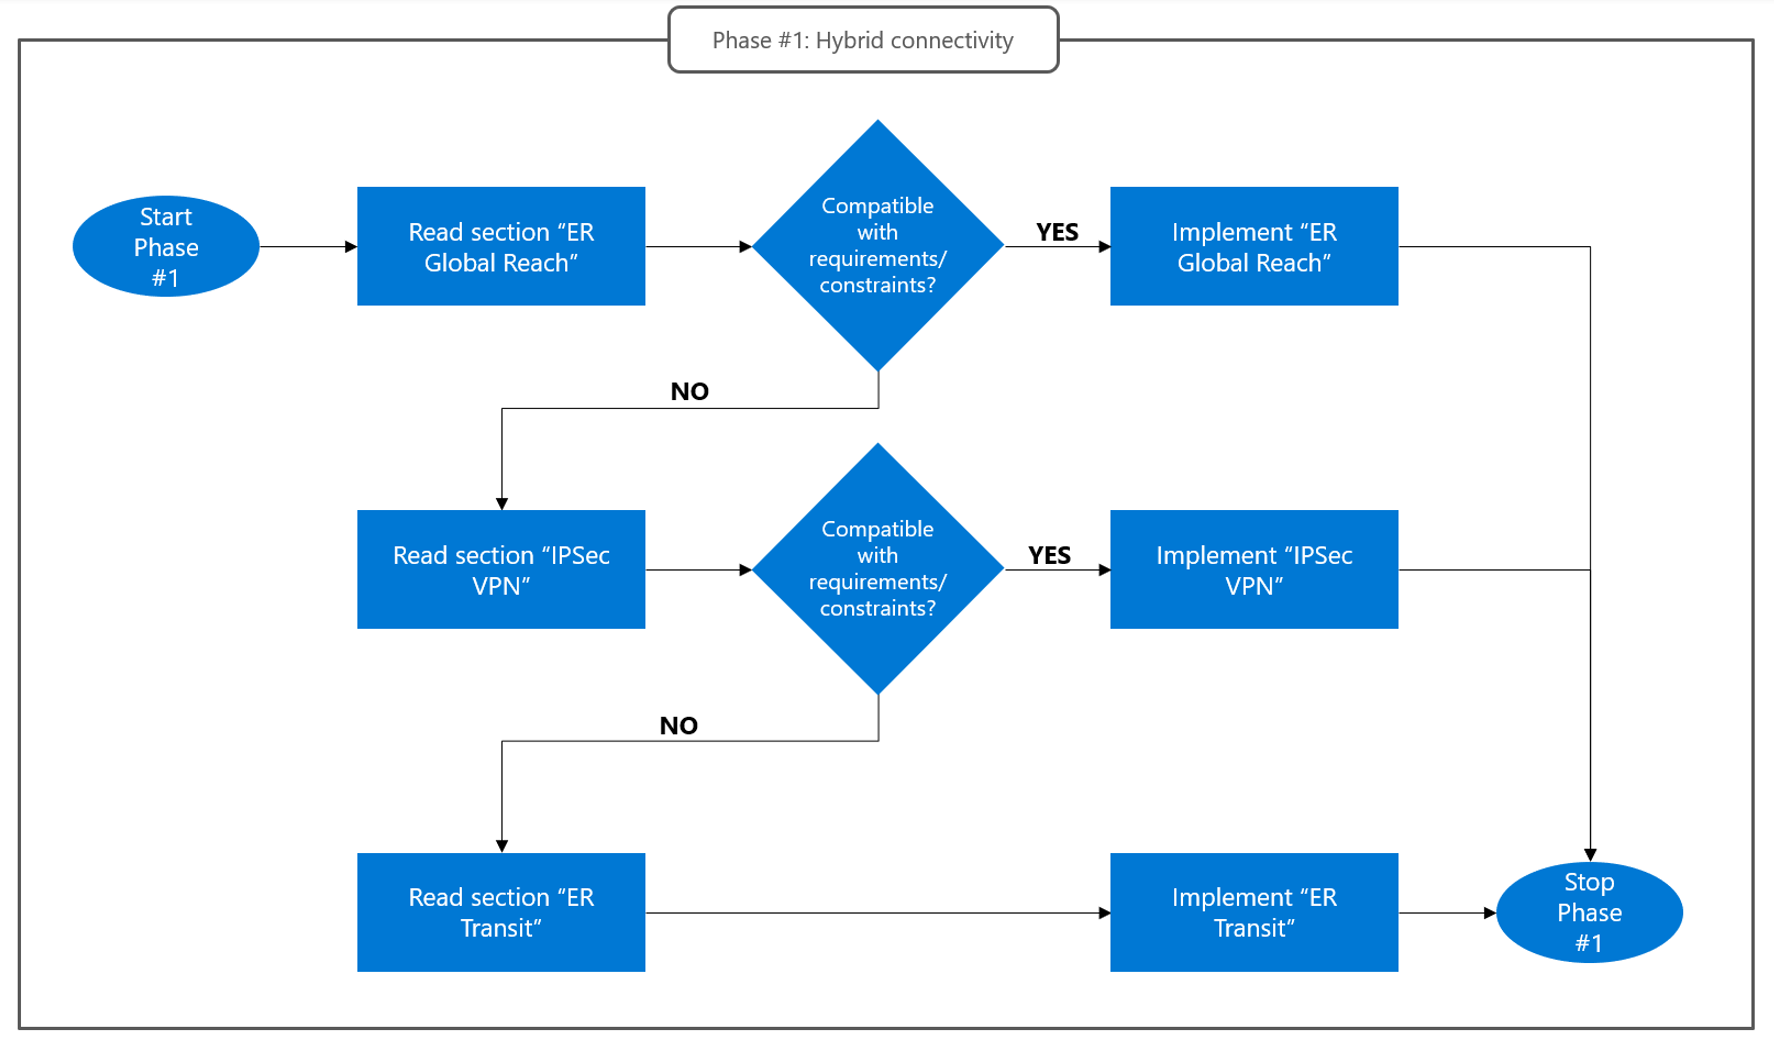 Phase #1: Hybrid connectivity
Start
Phase
#1
Read section “ER
Global Reach”
Compatible
with
requirements/
constraints?
YES
Implement “ER
Global Reach”
NO
Read section “IPSec
VPN”
Compatible
with
requirements/
constraints?
YES
Implement “IPSec
VPN”
NO
Read section “ER
Transit”
Implement “ER
Transit”
Stop
Phase
#1